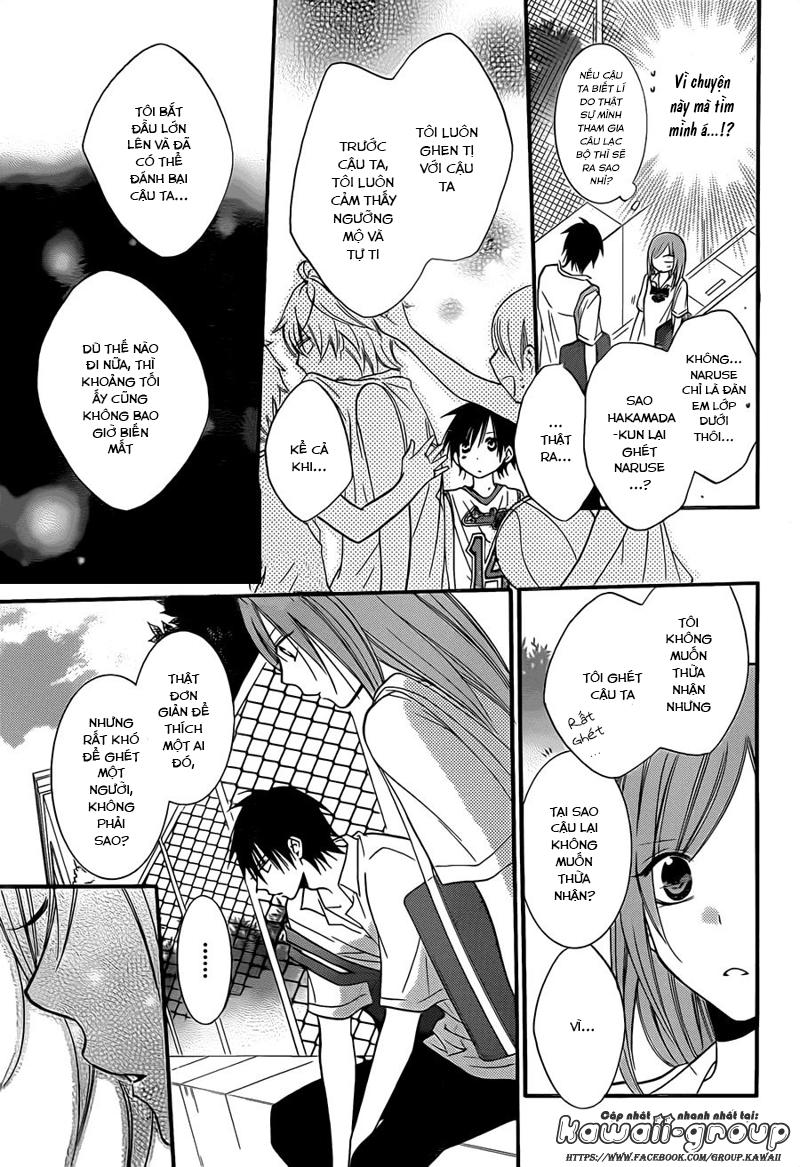 Vì chuyện
này mà tìm
mình á...!?
NẾU CẬU
TA BIẾT LÍ
DO THẬT
SỰ MÌNH
THAM GIA
CÂU LẠC
BỘ THÌ SẼ
RA SAO
NHỈ?
KHÔNG...
NARUSE
CHỈ LÀ ĐÀN
EM LỚP
DƯỚI
THÔI...
SAO
HAKAMADA
-KUN LẠI
GHÉT
NARUSE
...?
...
THẬT
RA...
TÔI LUÔN
GHEN TỊ
VỚI CẬU
TA
TRƯỚC
CẬU TA,
TÔI LUÔN
CẢM THẤY
NGƯỠNG
MỘ VÀ
TỰ TI
KỂ CẢ
KHI...
TÔI BẮT
ĐẦU LỚN
LÊN VÀ ĐÃ
CÓ THỂ
ĐÁNH BẠI
CẬU TA...
DÙ THẾ NÀO
ĐI NỮA, THÌ
KHOẢNG TỐI
ẤY CŨNG
KHÔNG BAO
GIỜ BIẾN
MẤT
14
TÔI
KHÔNG
MUỐN
THỪA
NHẬN
NHƯNG
TÔI GHÉT
CẬU TA
Rất
Ghét
...
TẠI SAO
CẬU LẠI
KHÔNG
MUỐN
THỪA
NHẬN?
VÌ...
THẬT
ĐƠN
GIẢN ĐỂ
THÍCH
MỘT AI
ĐÓ,
NHƯNG
RẤT KHÓ
ĐỂ GHÉT
MỘT
NGƯỜI,
KHÔNG
PHẢI
SAO?
......
Cập nhật nhanh nhất tại:
kawaii-group
HTTPS://WWW.FACEBOOK.COM/GROUP.KAWAII